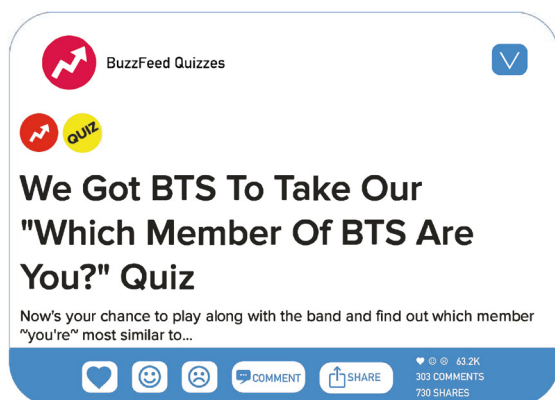 BuzzFeed Quizzes
QUIZ
We Got BTS To Take Our
"Which Member Of BTS Are
You?" Quiz
Now's your chance to play along with the band and find out which member
~you're~ most similar to...
COMMENT
SHARE
63.2K
303 COMMENTS
730 SHARES